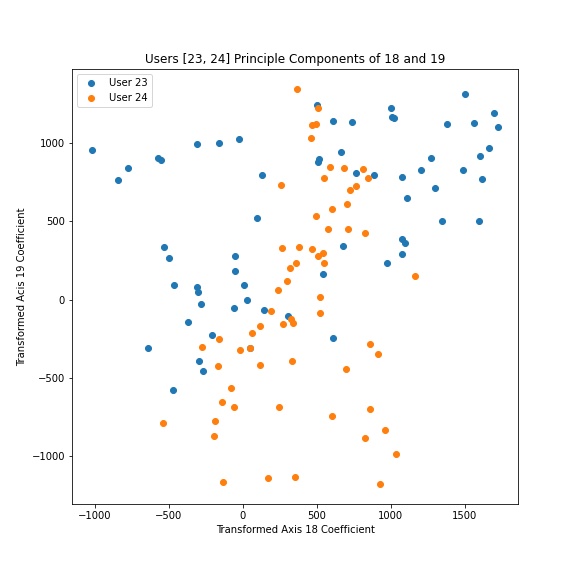 Users [23, 24] Principle Components of 18 and 19
User 23
User 24
Transformed Acis 19 Coefficient
1000
500
0
−500
−1000
−1000 −500 0 500 1000 1500
Transformed Axis 18 Coefficient